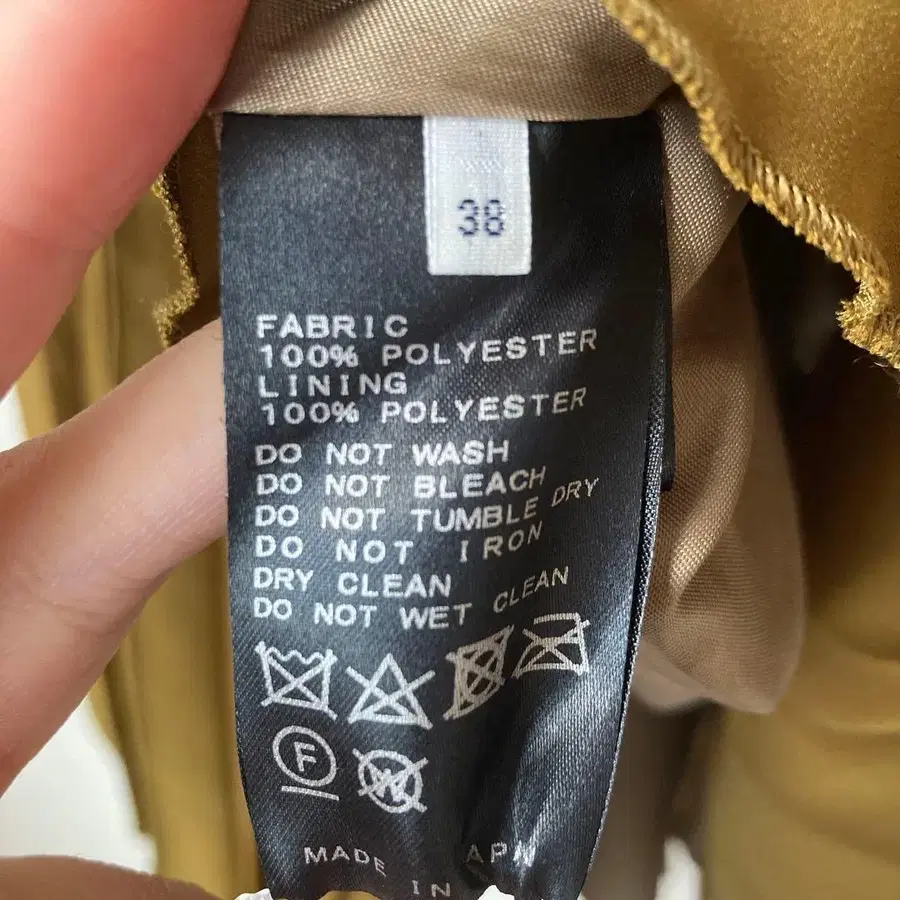 38
FABRIC
100% POLYESTER
LINING
100% POLYESTER
DO NOT WASH
DO NOT BLEACH
DO NOT TUMBLE DRY
DO NOT IRON
DRY CLEAN
DO NOT WET CLEAN
F
W
MADE IN